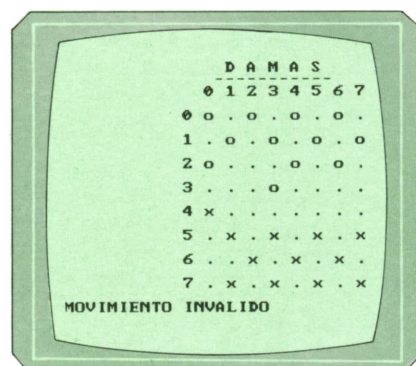 D A M A S
0 1 2 3 4 5 6 7
0 o . o . o . o .
1 . o . o . o . o
2 o . . . o . o .
3 . . . o . . . .
4 x . . . . . . .
5 . x . x . x . x
6 . . x . x . x .
7 . x . x . x . x
MOVIMIENTO INVALIDO